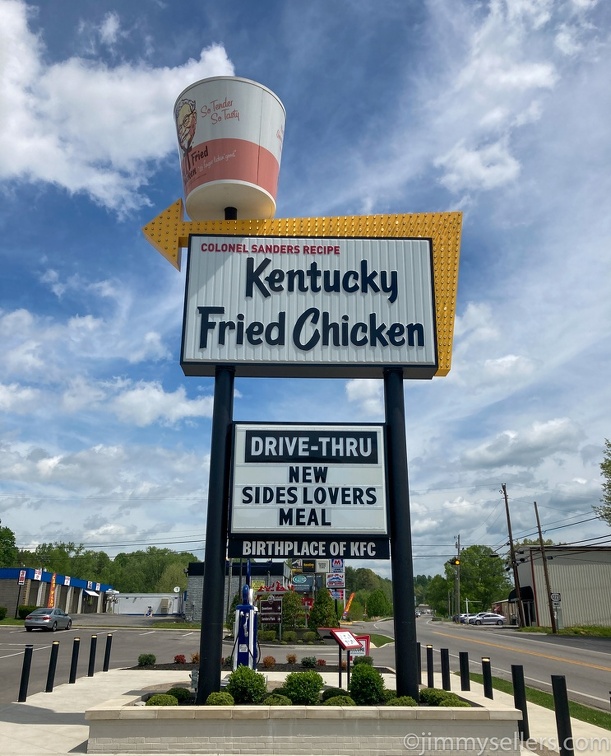 So Tender
So Tasty
Fried
COLONEL SANDERS RECIPE
Kentucky
Fried Chicken
DRIVE-THRU
NEW
SIDES LOVERS
MEAL
BIRTHPLACE OF KFC
©jimmysellers.com